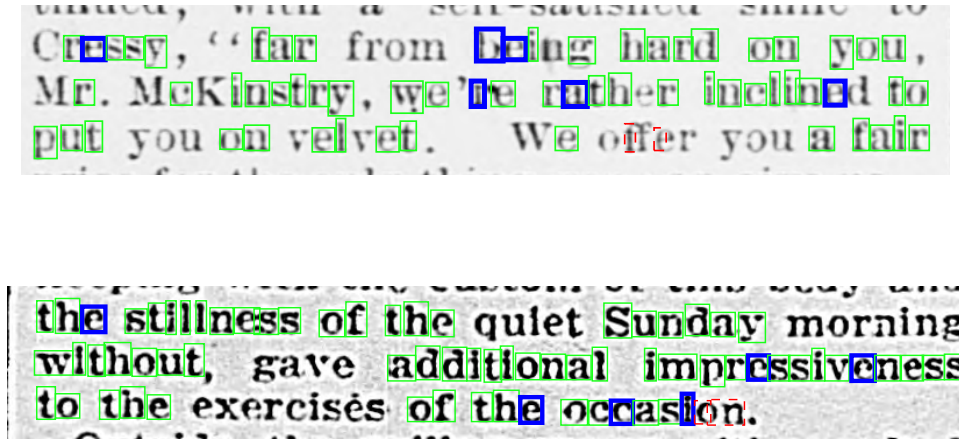 Cressy, “far from being hard on you,
Mr. McKinstry, we're rather inclined to
put you on velvet. We offer you a fair
the stillness of the quiet Sunday morning
without, gave additional impressiveness
to the exercises of the occasion.